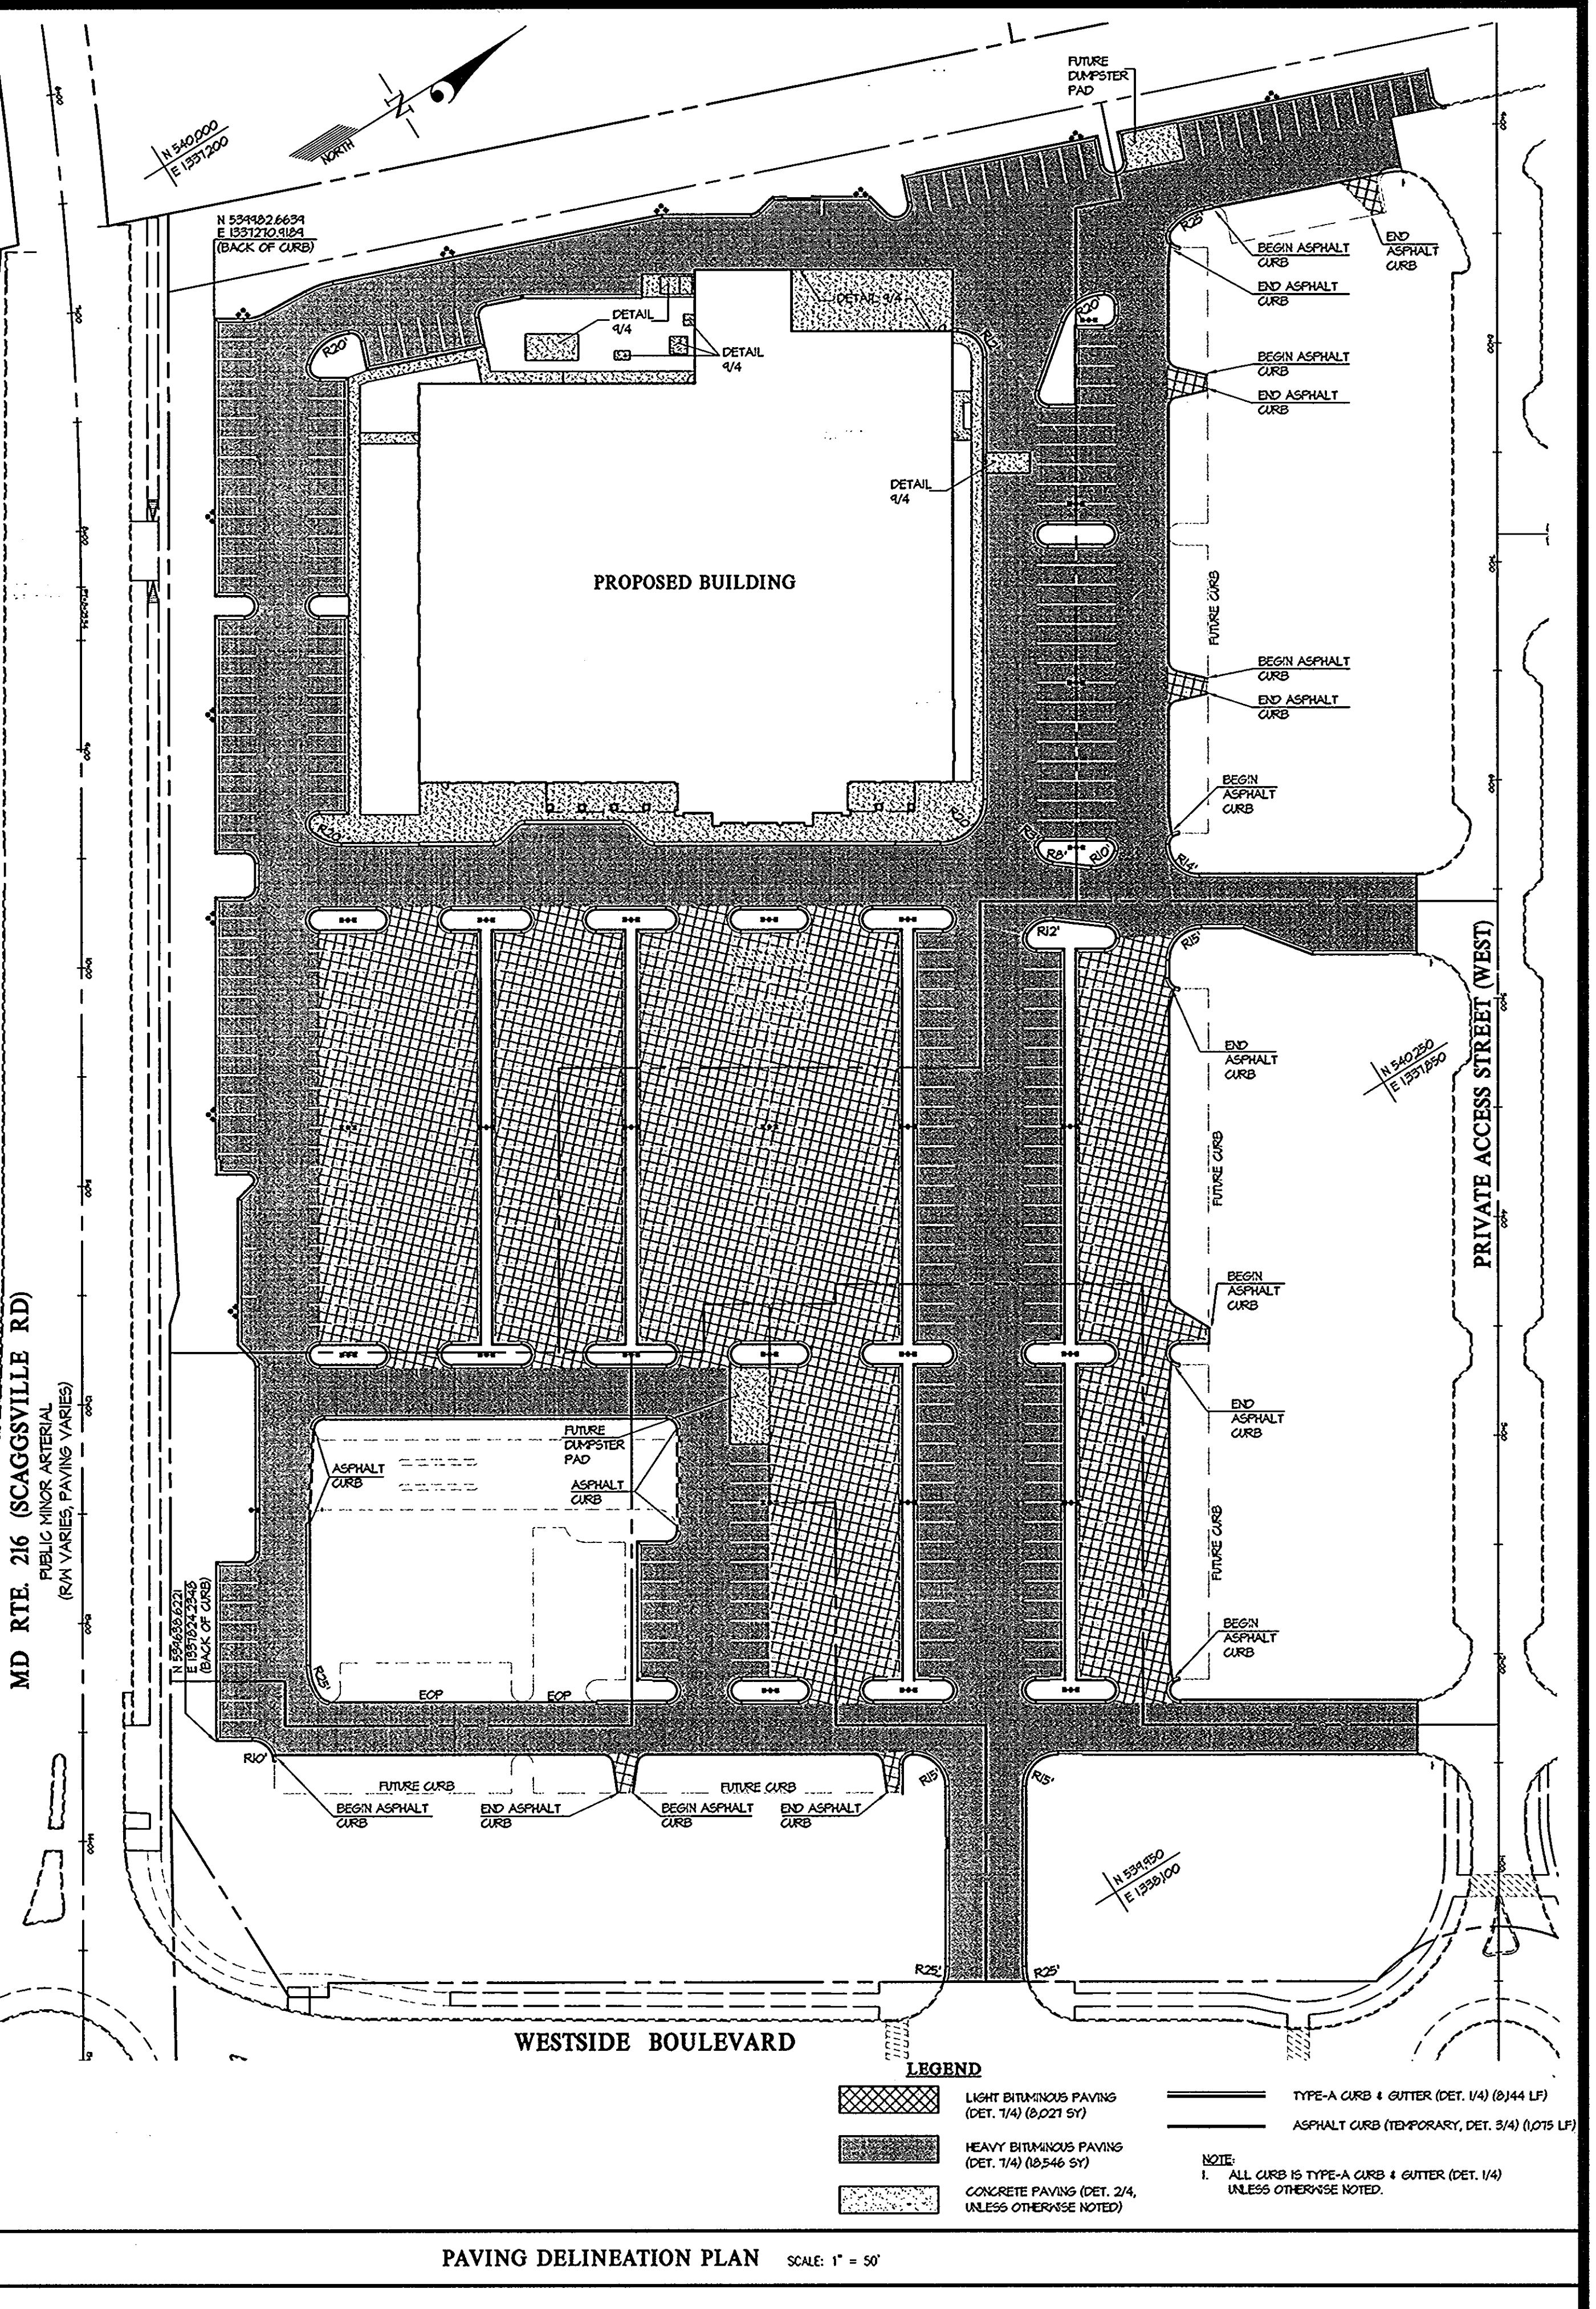 FUTURE
DUMPSTER
PAD
N 540,000
E 1,337,200
NORTH
N 539982.6639
E 1337270.9184
(BACK OF CURB)
R25'
END
ASPHALT
CURB
BEGIN ASPHALT
CURB
END ASPHALT
CURB
DETAIL 9/4
DETAIL
9/4
R20'
R20'
DETAIL
9/4
BEGIN ASPHALT
CURB
END ASPHALT
CURB
DETAIL
9/4
PROPOSED BUILDING
FUTURE CURB
BEGIN ASPHALT
CURB
END ASPHALT
CURB
BEGIN
ASPHALT
CURB
R20'
R8'
R10'
R14'
R12'
R15'
PRIVATE ACCESS STREET (WEST)
END
ASPHALT
CURB
N 540,250
E 1,337,850
FUTURE CURB
BEGIN
ASPHALT
CURB
MD RTE. 216 (SCAGGSVILLE RD)
PUBLIC MINOR ARTERIAL
(R/W VARIES, PAVING VARIES)
END
ASPHALT
CURB
FUTURE
DUMPSTER
PAD
ASPHALT
CURB
ASPHALT
CURB
FUTURE CURB
BEGIN
ASPHALT
CURB
(BACK OF CURB)
R25'
EOP
EOP
R10'
FUTURE CURB
FUTURE CURB
R15'
R15'
BEGIN ASPHALT
CURB
END ASPHALT
CURB
BEGIN ASPHALT
CURB
END ASPHALT
CURB
N 539,950
E 1,338,100
R25'
R25'
WESTSIDE BOULEVARD
LEGEND
LIGHT BITUMINOUS PAVING
(DET. 7/4) (8,027 SY)
HEAVY BITUMINOUS PAVING
(DET. 7/4) (18,546 SY)
CONCRETE PAVING (DET. 2/4,
UNLESS OTHERWISE NOTED)
TYPE-A CURB & GUTTER (DET. 1/4) (8,144 LF)
ASPHALT CURB (TEMPORARY, DET. 3/4) (1,075 LF)
NOTE:
1. ALL CURB IS TYPE-A CURB & GUTTER (DET. 1/4)
UNLESS OTHERWISE NOTED.
PAVING DELINEATION PLAN SCALE: 1" = 50'